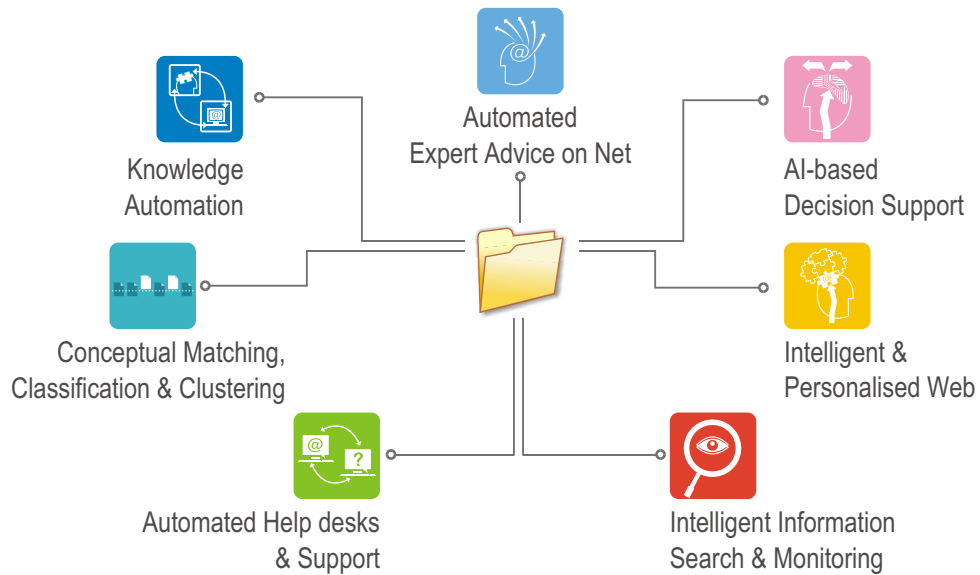 Automated
Expert Advice on Net
Knowledge
Automation
AI-based
Decision Support
Conceptual Matching,
Classification & Clustering
Intelligent &
Personalised Web
@
?
Automated Help desks
& Support
Intelligent Information
Search & Monitoring